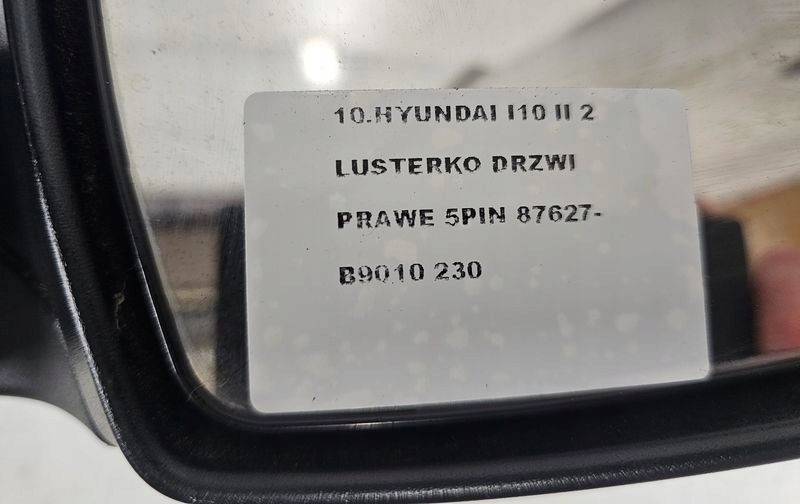 10.HYUNDAI I10 II 2
LUSTERKO DRZWI
PRAWE 5PIN 87627-
B9010 230